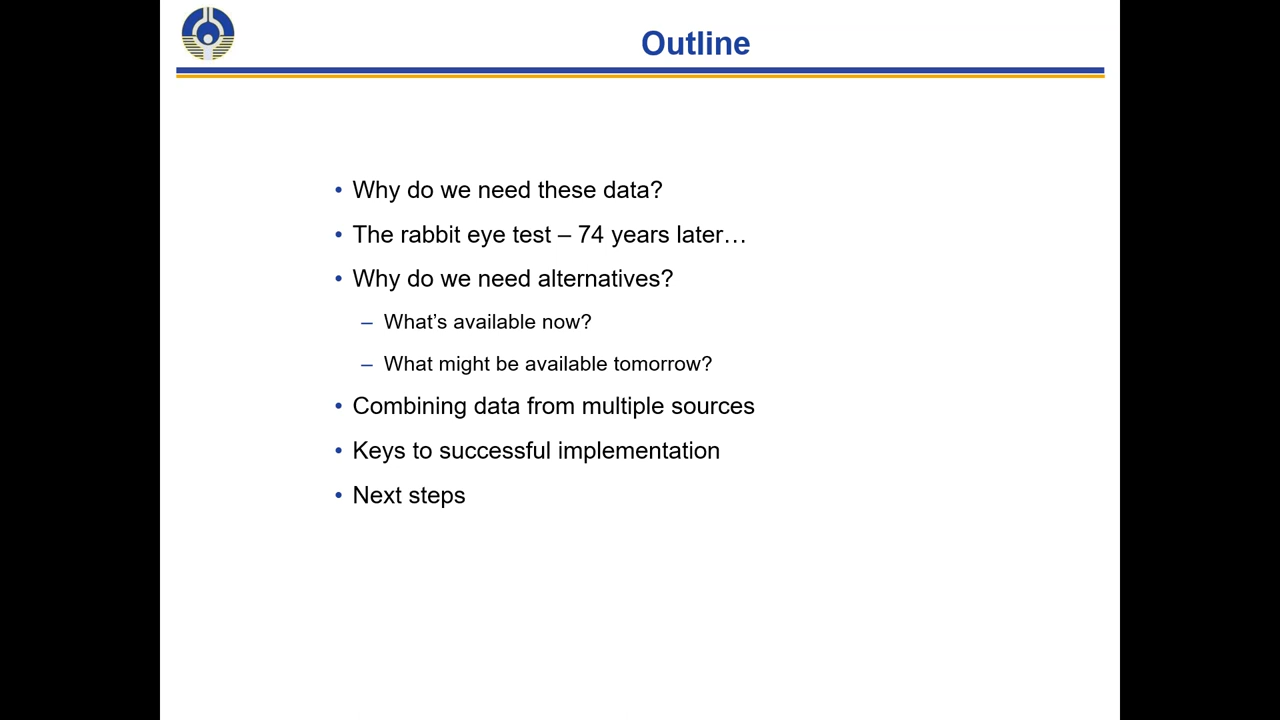 Outline
• Why do we need these data?
• The rabbit eye test – 74 years later…
• Why do we need alternatives?
– What’s available now?
– What might be available tomorrow?
• Combining data from multiple sources
• Keys to successful implementation
• Next steps